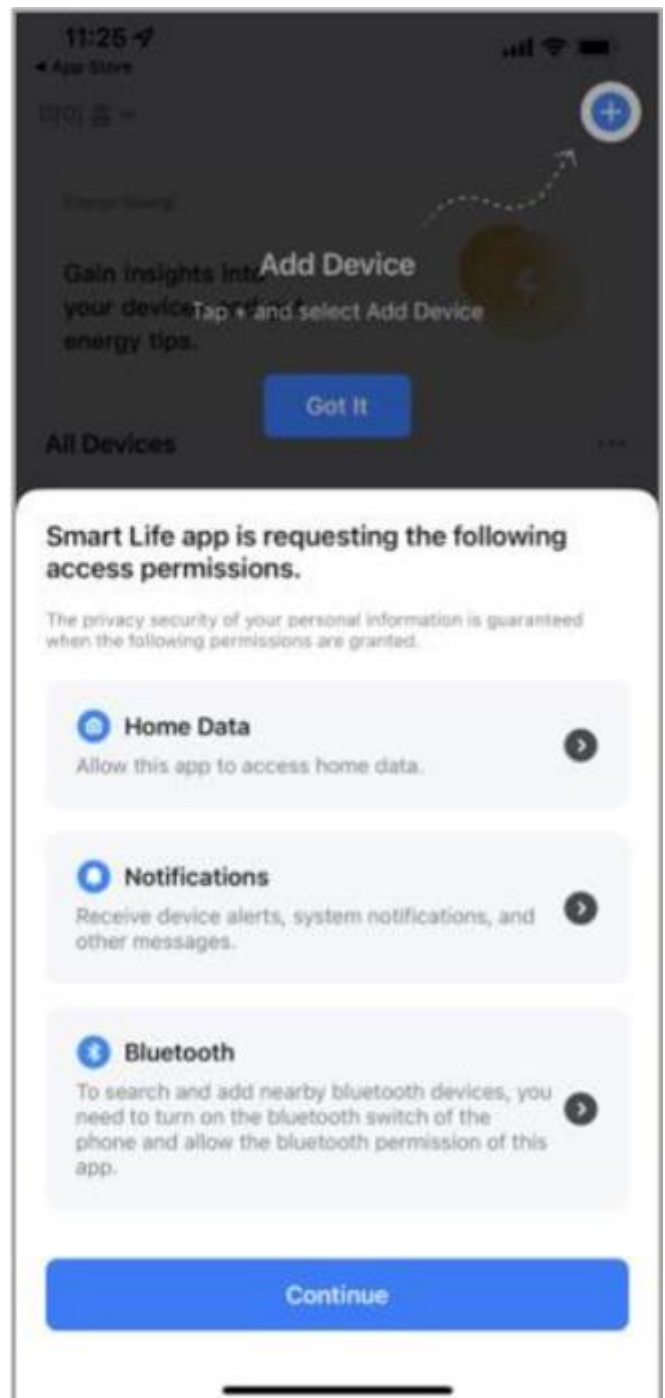 11:25
◀ App Store
마이 홈
Energy Saving
Gain insights into
your device
energy tips.
Add Device
Tap + and select Add Device
Got It
All Devices
Smart Life app is requesting the following
access permissions.
The privacy security of your personal information is guaranteed
when the following permissions are granted.
Home Data
Allow this app to access home data.
Notifications
Receive device alerts, system notifications, and
other messages.
Bluetooth
To search and add nearby bluetooth devices, you
need to turn on the bluetooth switch of the
phone and allow the bluetooth permission of this
app.
Continue